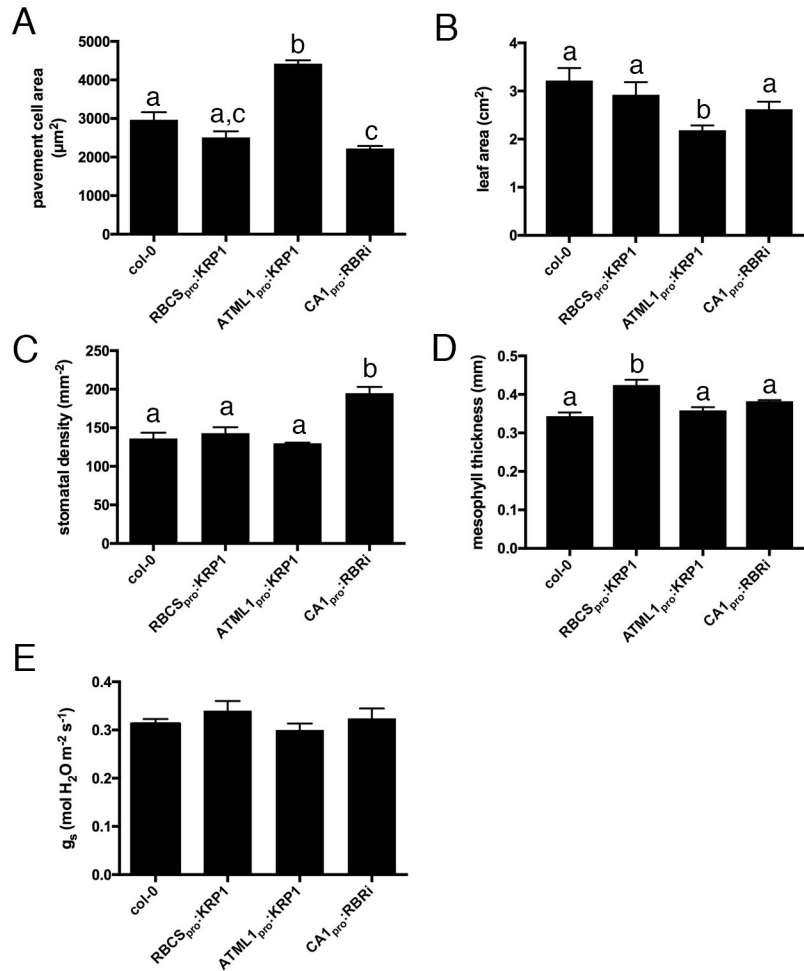 A
pavement cell area
(µm²)
5000
4000
3000
2000
1000
0
a
a,c
b
c
col-0
RBCSpro:KRP1
ATML1pro:KRP1
CA1pro:RBRi
B
leaf area (cm²)
4
3
2
1
0
a
a
b
a
col-0
RBCSpro:KRP1
ATML1pro:KRP1
CA1pro:RBRi
C
stomatal density (mm⁻²)
250
200
150
100
50
0
a
a
a
b
col-0
RBCSpro:KRP1
ATML1pro:KRP1
CA1pro:RBRi
D
mesophyll thickness (mm)
0.5
0.4
0.3
0.2
0.1
0.0
a
b
a
a
col-0
RBCSpro:KRP1
ATML1pro:KRP1
CA1pro:RBRi
E
gs (mol H₂O m⁻² s⁻¹)
0.4
0.3
0.2
0.1
0.0
col-0
RBCSpro:KRP1
ATML1pro:KRP1
CA1pro:RBRi